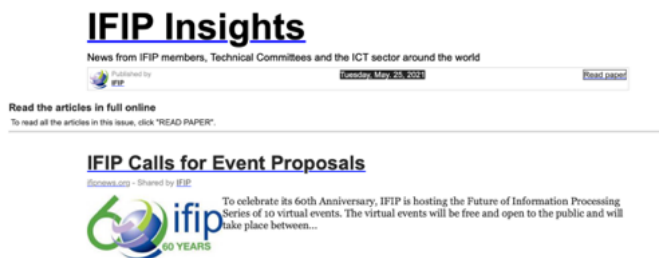 IFIP Insights
News from IFIP members, Technical Committees and the ICT sector around the world
Published by
IFIP
Tuesday, May. 25, 2021
Read paper
Read the articles in full online
To read all the articles in this issue, click "READ PAPER".
IFIP Calls for Event Proposals
ifipnews.org - Shared by IFIP
60 ifip
60 YEARS
To celebrate its 60th Anniversary, IFIP is hosting the Future of Information Processing
Series of 10 virtual events. The virtual events will be free and open to the public and will
take place between...